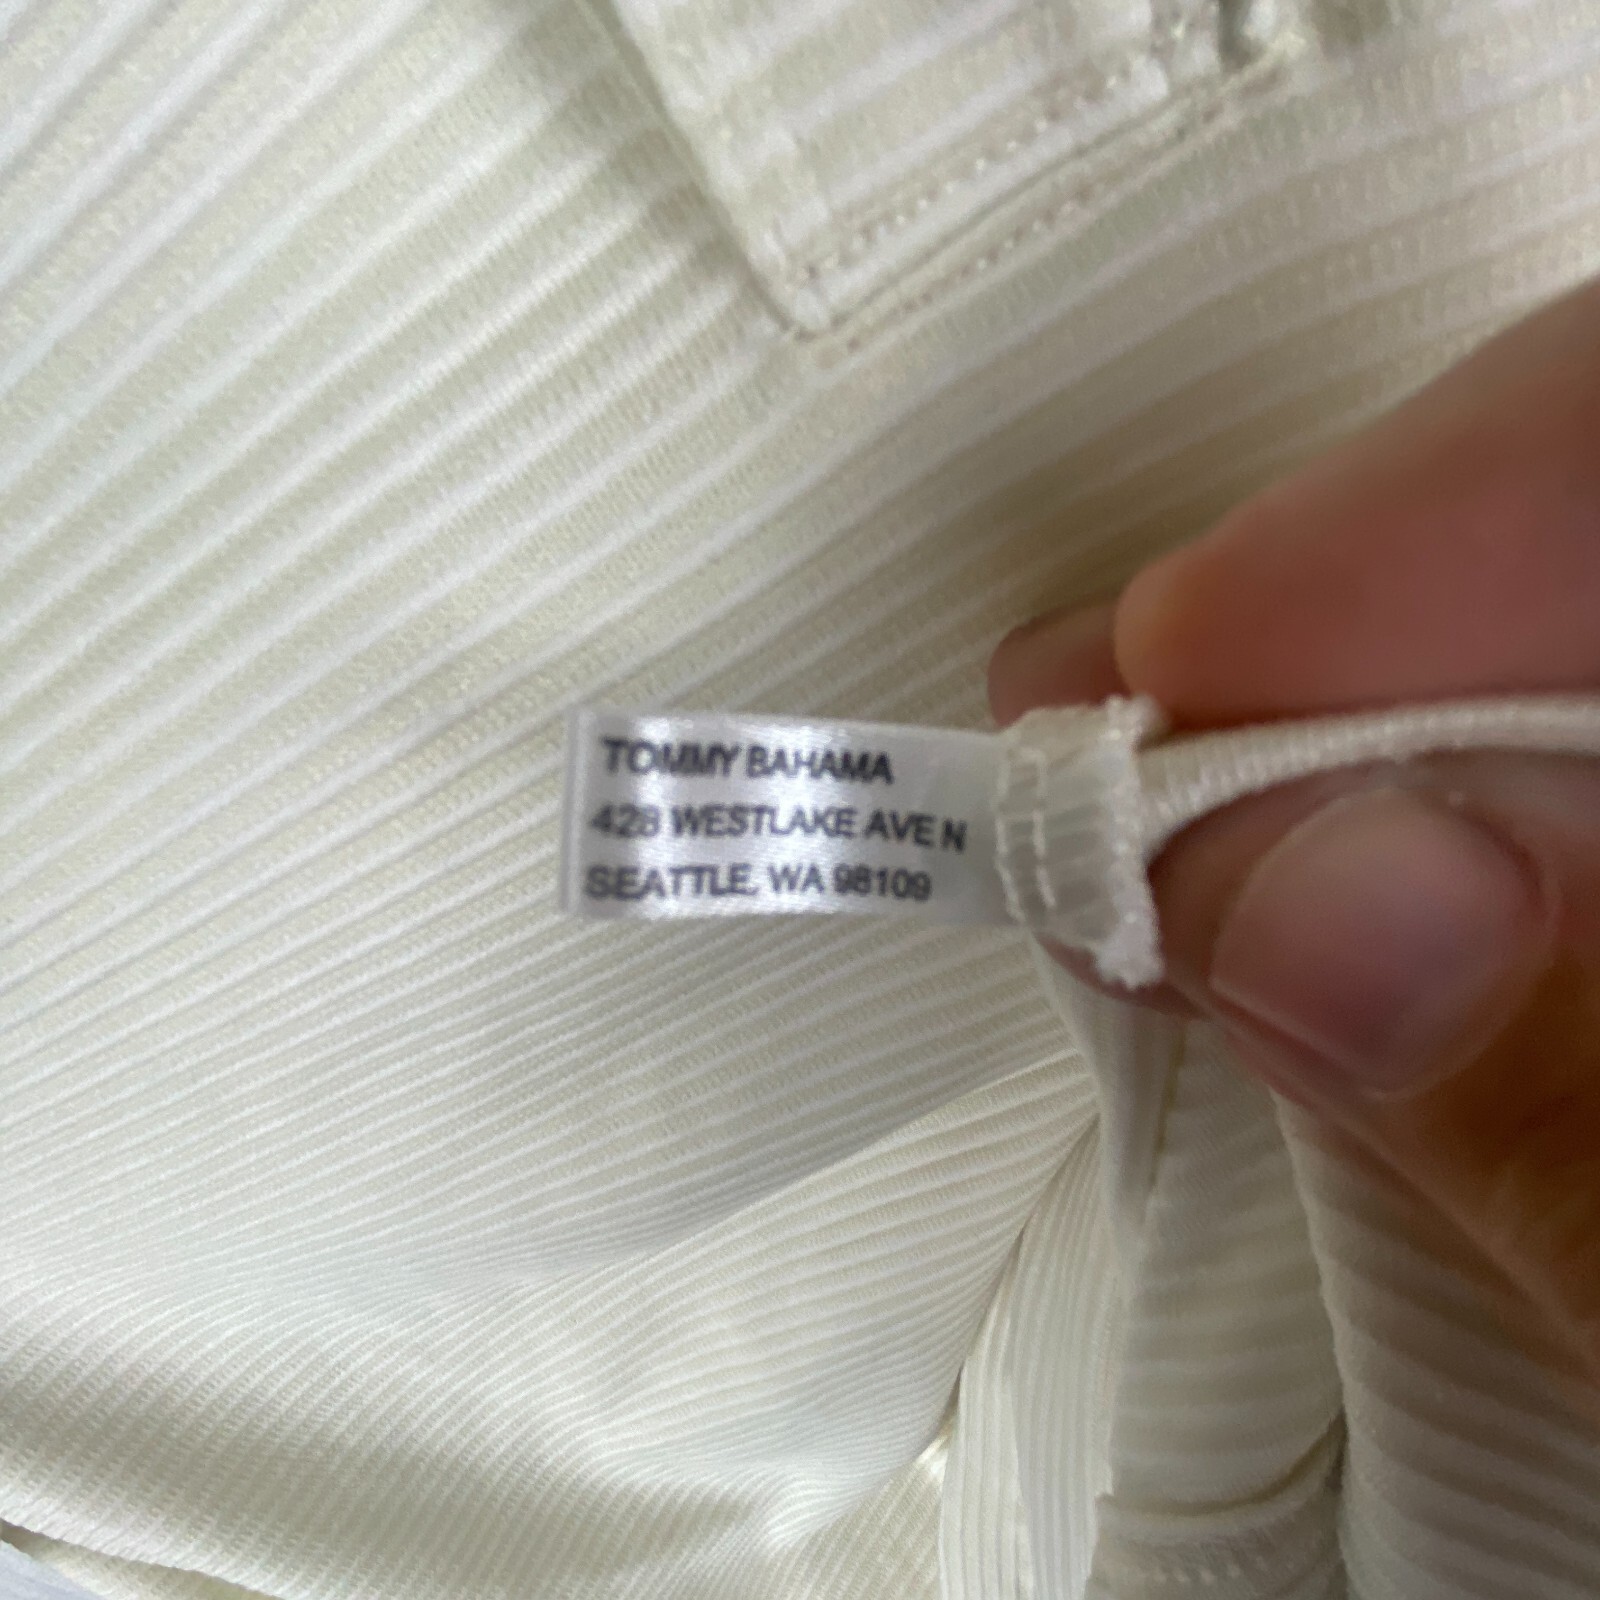 TOMMY BAHAMA
428 WESTLAKE AVE N
SEATTLE, WA 98109